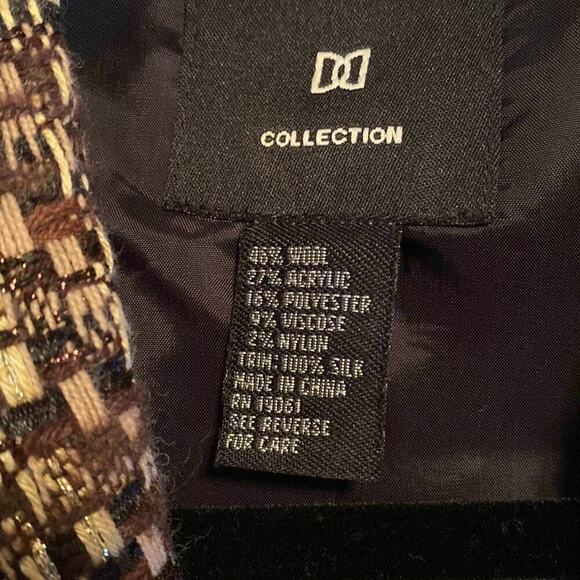 COLLECTION
46% WOOL
27% ACRYLIC
16% POLYESTER
9% VISCOSE
2% NYLON
TRIM: 100% SILK
MADE IN CHINA
RN 19061
SEE REVERSE
FOR CARE